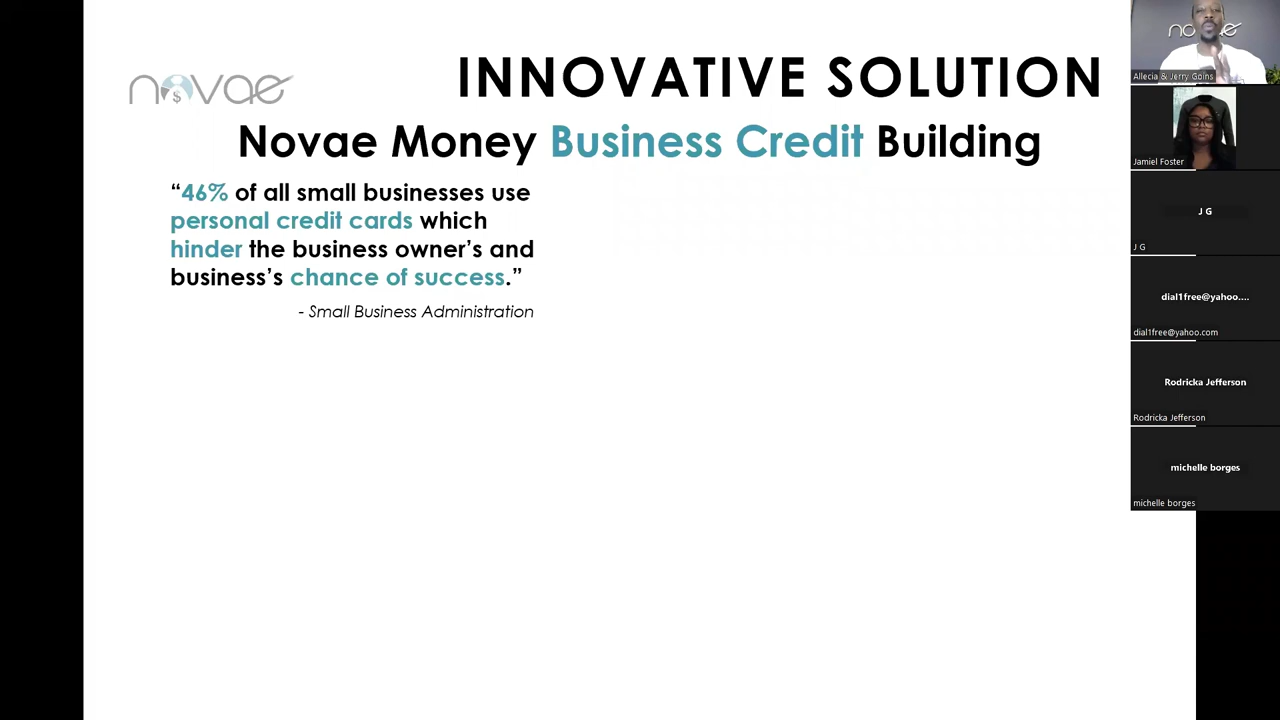 novae
$
INNOVATIVE SOLUTION
Novae Money Business Credit Building
“46% of all small businesses use
personal credit cards which
hinder the business owner’s and
business’s chance of success.”
- Small Business Administration
novae
Allecia & Jerry Goins
Jamiel Foster
J G
J G
dial1free@yahoo....
dial1free@yahoo.com
Rodricka Jefferson
Rodricka Jefferson
michelle borges
michelle borges